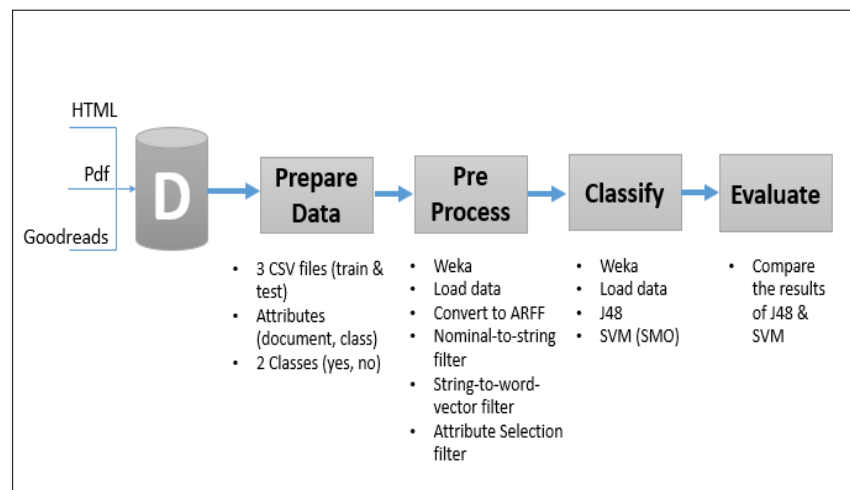 HTML
Pdf
Goodreads
D
Prepare
Data
Pre
Process
Classify
Evaluate
• 3 CSV files (train &
test)
• Attributes
(document, class)
• 2 Classes (yes, no)
• Weka
• Load data
• Convert to ARFF
• Nominal-to-string
filter
• String-to-word-
vector filter
• Attribute Selection
filter
• Weka
• Load data
• J48
• SVM (SMO)
• Compare
the results
of J48 &
SVM